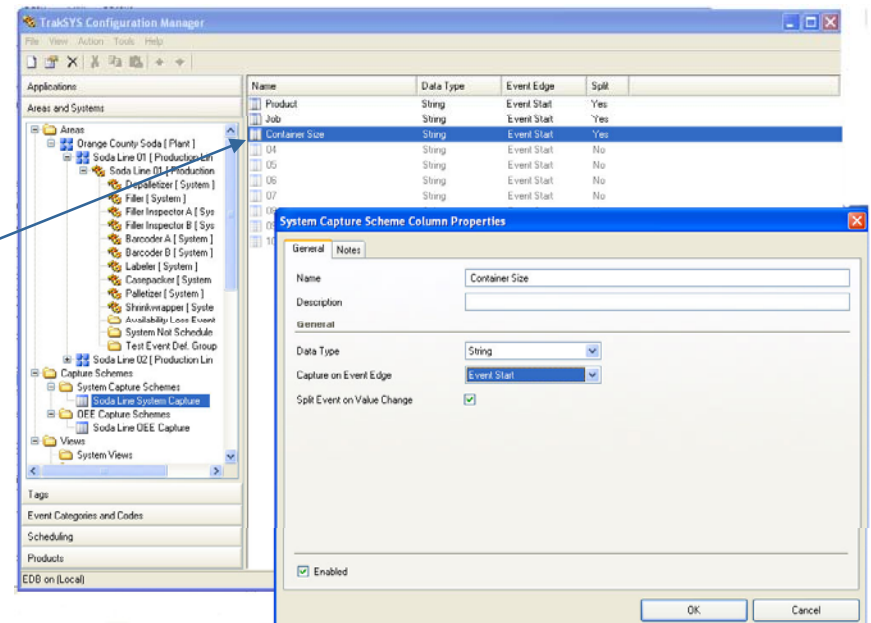 TrakSYS Configuration Manager
File View Action Tools Help
Applications
Areas and Systems
Areas
Orange County Soda [ Plant ]
Soda Line 01 [ Production Lin
Soda Line 01 [ Production
Depalletizer [ System ]
Filler [ System ]
Filler Inspector A [ Sys
Filler Inspector B [ Sys
Barcoder A [ System ]
Barcoder B [ System ]
Labeler [ System ]
Casepacker [ System
Palletizer [ System ]
Shrinkwrapper [ Syste
Availability Loss Event
System Not Schedule
Test Event Def. Group
Soda Line 02 [ Production Lin
Capture Schemes
System Capture Schemes
Soda Line System Capture
OEE Capture Schemes
Soda Line OEE Capture
Views
System Views
Tags
Event Categories and Codes
Scheduling
Products
EDB on (Local)
Name Data Type Event Edge Split
Product String Event Start Yes
Job String Event Start Yes
Container Size String Event Start Yes
04 String Event Start No
05 String Event Start No
06 String Event Start No
07 String Event Start No
System Capture Scheme Column Properties
General Notes
Name Container Size
Description
General
Data Type String
Capture on Event Edge Event Start
Split Event on Value Change
Enabled
OK Cancel